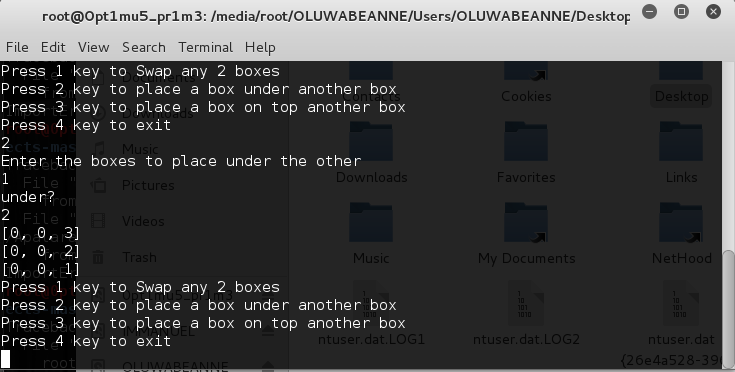 root@0pt1mu5_pr1m3: /media/root/OLUWABEANNE/Users/OLUWABEANNE/Desktop
File Edit View Search Terminal Help
Press 1 key to Swap any 2 boxes
Press 2 key to place a box under another box
Press 3 key to place a box on top another box
Press 4 key to exit
2
Enter the boxes to place under the other
1
under?
2
[0, 0, 3]
[0, 0, 2]
[0, 0, 1]
Press 1 key to Swap any 2 boxes
Press 2 key to place a box under another box
Press 3 key to place a box on top another box
Press 4 key to exit
Documents
Downloads
Music
Pictures
Videos
Trash
0pt1mu5_pr1m3
IMMANUEL
OLUWABEANNE
Contacts Cookies Desktop
Downloads Favorites Links
Music My Documents NetHood
ntuser.dat.LOG1 ntuser.dat.LOG2 ntuser.dat